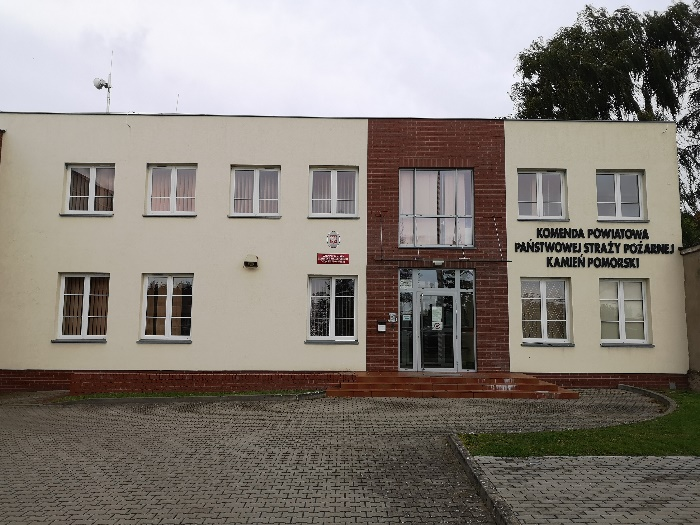 KOMENDA POWIATOWA
PAŃSTWOWEJ STRAŻY POŻARNEJ
KAMIEŃ POMORSKI